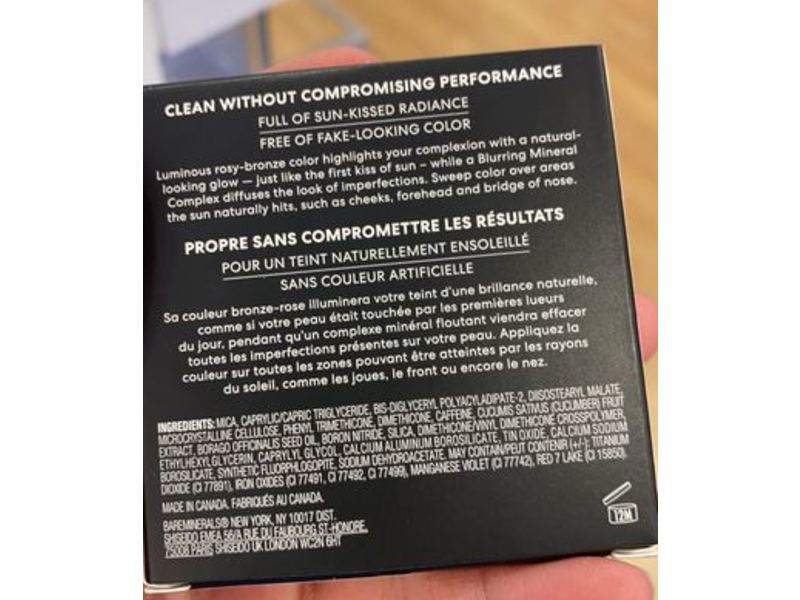 CLEAN WITHOUT COMPROMISING PERFORMANCE
FULL OF SUN-KISSED RADIANCE
FREE OF FAKE-LOOKING COLOR
Luminous rosy-bronze color highlights your complexion with a natural-
looking glow – just like the first kiss of sun – while a Blurring Mineral
Complex diffuses the look of imperfections. Sweep color over areas
the sun naturally hits, such as cheeks, forehead and bridge of nose.
PROPRE SANS COMPROMETTRE LES RÉSULTATS
POUR UN TEINT NATURELLEMENT ENSOLEILLÉ
SANS COULEUR ARTIFICIELLE
Sa couleur bronze-rose illuminera votre teint d'une brillance naturelle,
comme si votre peau était touchée par les premières lueurs
du jour, pendant qu'un complexe minéral floutant viendra effacer
toutes les imperfections présentes sur votre peau. Appliquez la
couleur sur toutes les zones pouvant être atteintes par les rayons
du soleil, comme les joues, le front ou encore le nez.
INGREDIENTS: MICA, CAPRYLIC/CAPRIC TRIGLYCERIDE, BIS-DIGLYCERYL POLYACYLADIPATE-2, DIISOSTEARYL MALATE,
MICROCRYSTALLINE CELLULOSE, PHENYL TRIMETHICONE, DIMETHICONE, CAFFEINE, CUCUMIS SATIVUS (CUCUMBER) FRUIT
EXTRACT, BORAGO OFFICINALIS SEED OIL, BORON NITRIDE, SILICA, DIMETHICONE/VINYL DIMETHICONE CROSSPOLYMER,
ETHYLHEXYLGLYCERIN, CAPRYLYL GLYCOL, CALCIUM ALUMINUM BOROSILICATE, TIN OXIDE, CALCIUM SODIUM
BOROSILICATE, SYNTHETIC FLUORPHLOGOPITE, SODIUM DEHYDROACETATE. MAY CONTAIN/PEUT CONTENIR (+/-): TITANIUM
DIOXIDE (CI 77891), IRON OXIDES (CI 77491, CI 77492, CI 77499), MANGANESE VIOLET (CI 77742), RED 7 LAKE (CI 15850).
MADE IN CANADA. FABRIQUÉS AU CANADA.
BAREMINERALS® NEW YORK, NY 10017 DIST.
SHISEIDO EMEA 56/A RUE DU FAUBOURG ST-HONORE,
75008 PARIS SHISEIDO UK LONDON WC2N 6HT
12M